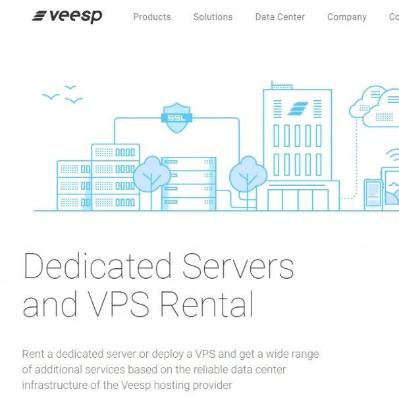 veesp Products Solutions Data Center Company Co
SSL
Dedicated Servers
and VPS Rental
Rent a dedicated server or deploy a VPS and get a wide range
of additional services based on the reliable data center
infrastructure of the Veesp hosting provider